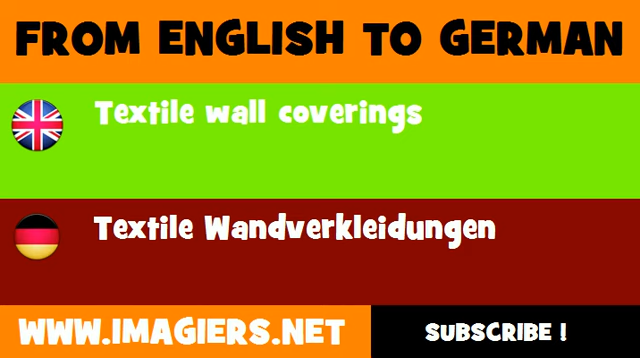 FROM ENGLISH TO GERMAN
Textile wall coverings
Textile Wandverkleidungen
WWW.IMAGIERS.NET
SUBSCRIBE !